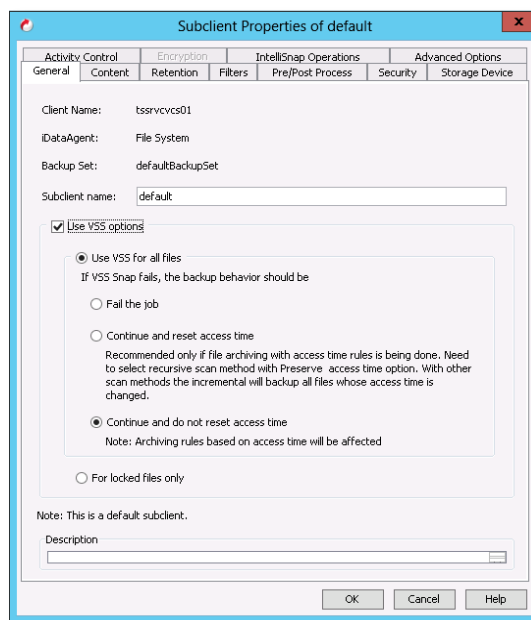 Subclient Properties of default
x
Activity Control Encryption IntelliSnap Operations Advanced Options
General Content Retention Filters Pre/Post Process Security Storage Device
Client Name: tssrvcvcs01
iDataAgent: File System
Backup Set: defaultBackupSet
Subclient name: default
Use VSS options
Use VSS for all files
If VSS Snap fails, the backup behavior should be
Fail the job
Continue and reset access time
Recommended only if file archiving with access time rules is being done. Need
to select recursive scan method with Preserve access time option. With other
scan methods the incremental will backup all files whose access time is
changed.
Continue and do not reset access time
Note: Archiving rules based on access time will be affected
For locked files only
Note: This is a default subclient.
Description
OK Cancel Help